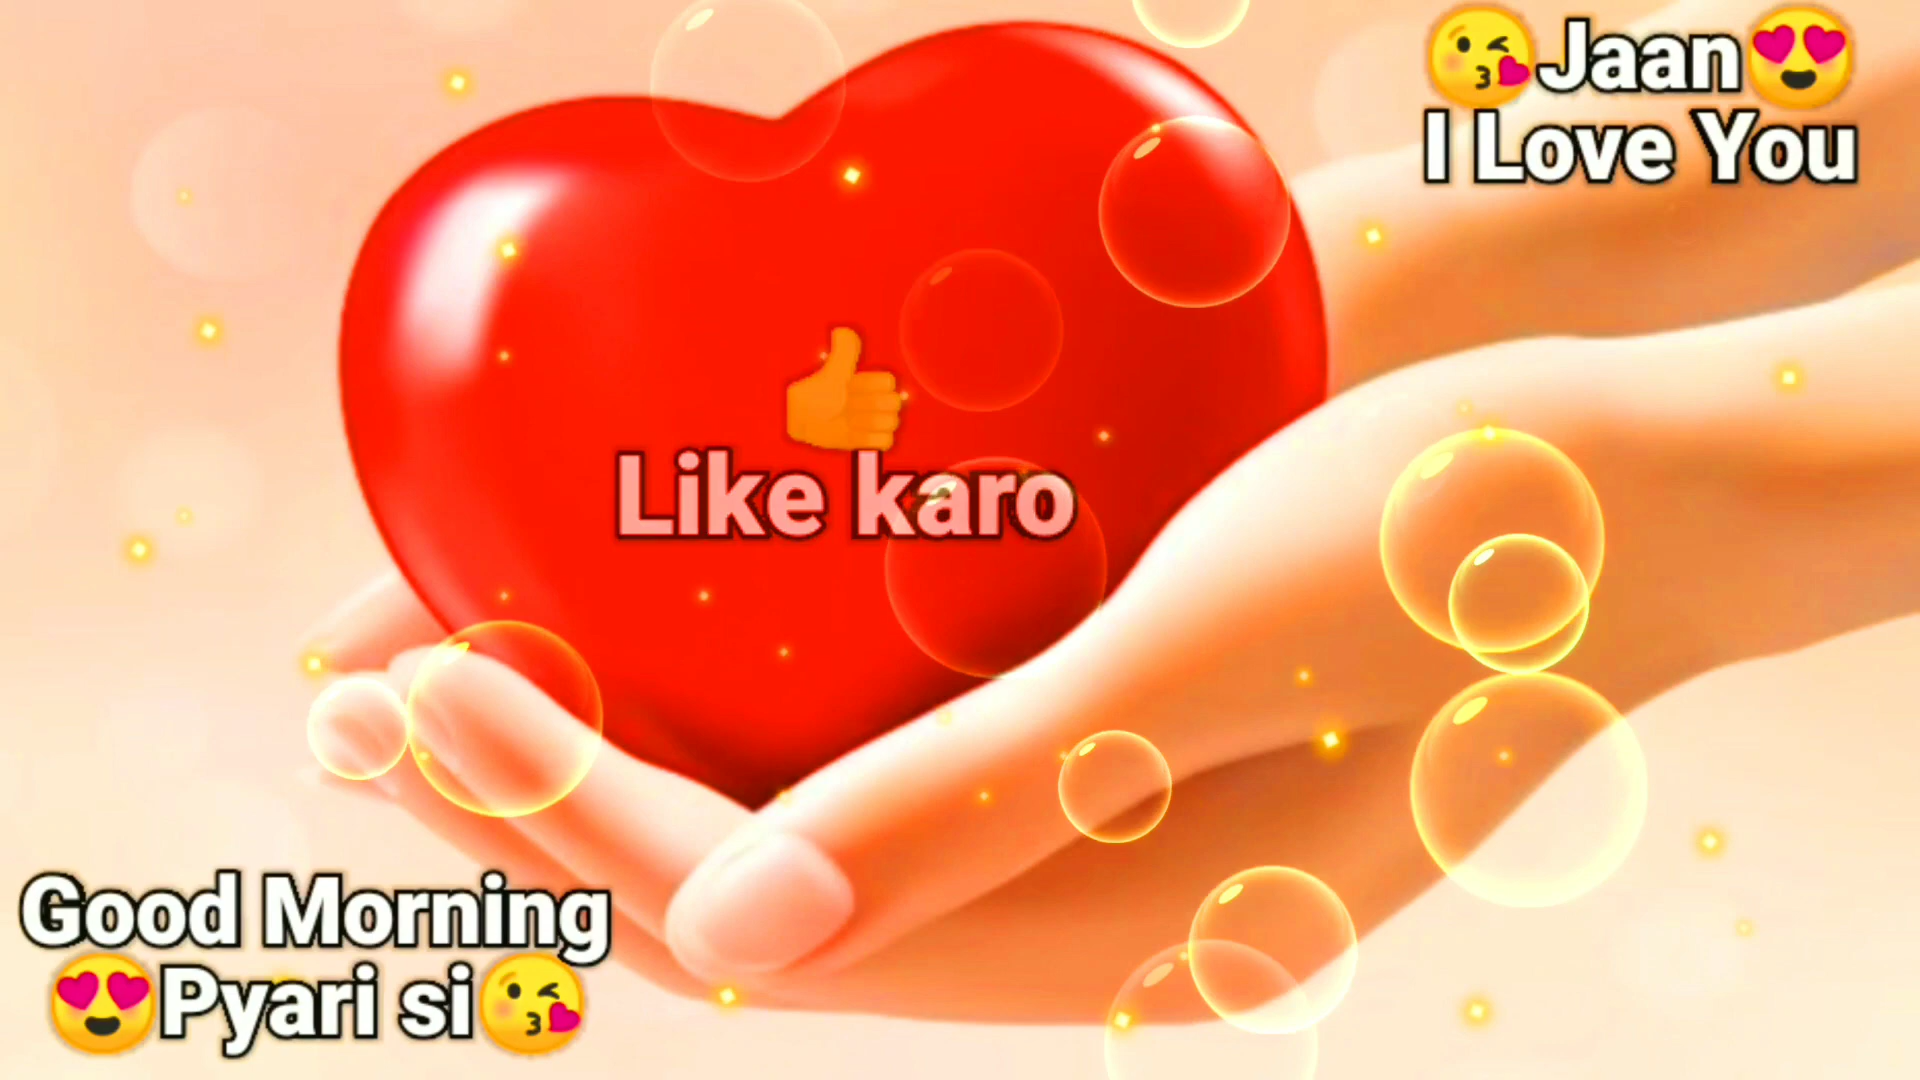 😘Jaan😍
I Love You
👍
Like karo
Good Morning
😍Pyari si😘